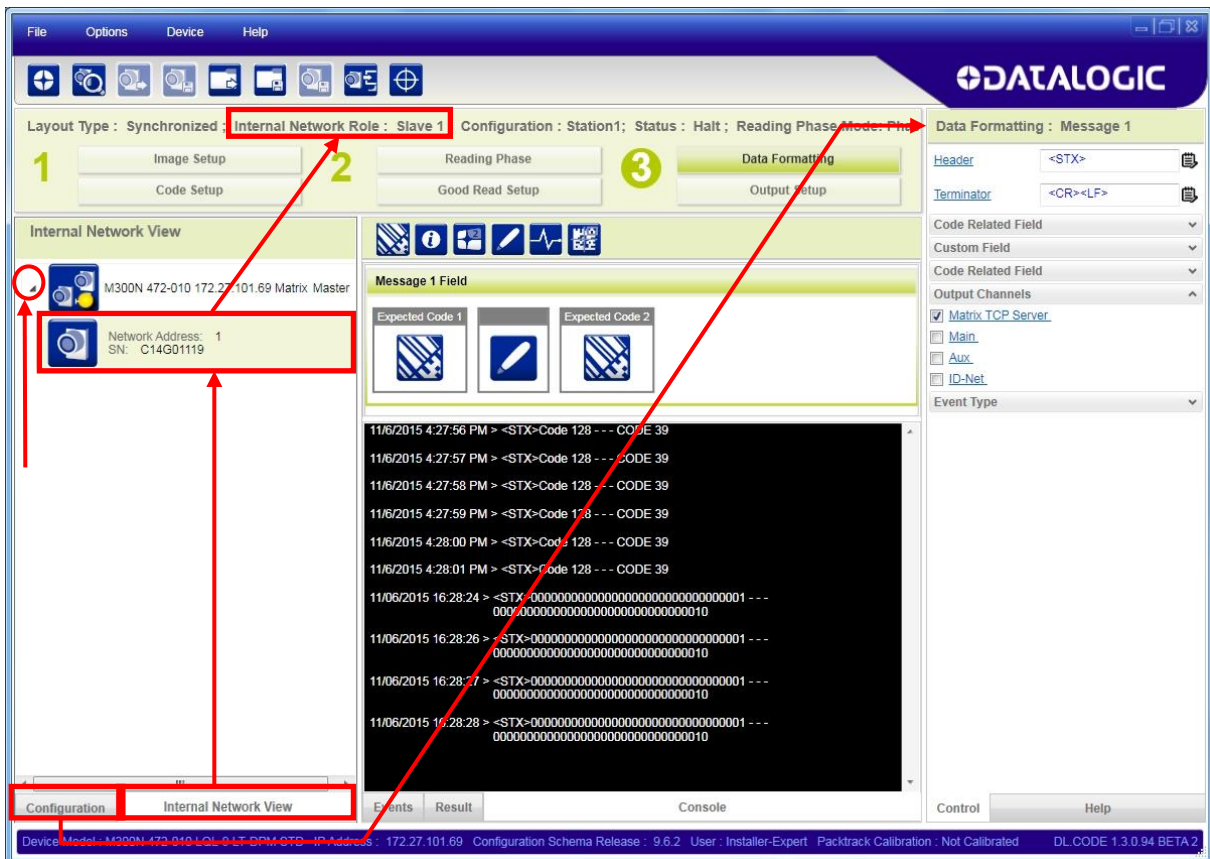 File Options Device Help
DATALOGIC
Layout Type : Synchronized ; Internal Network Role : Slave 1 Configuration : Station1; Status : Halt ; Reading Phase Mode: Pha
1 Image Setup
Code Setup
2 Reading Phase
Good Read Setup
3 Data Formatting
Output Setup
Internal Network View
M300N 472-010 172.27.101.69 Matrix Master
Network Address: 1
SN: C14G01119
Message 1 Field
Expected Code 1 Expected Code 2
11/6/2015 4:27:56 PM > <STX>Code 128 - - - CODE 39
11/6/2015 4:27:57 PM > <STX>Code 128 - - - CODE 39
11/6/2015 4:27:58 PM > <STX>Code 128 - - - CODE 39
11/6/2015 4:27:59 PM > <STX>Code 128 - - - CODE 39
11/6/2015 4:28:00 PM > <STX>Code 128 - - - CODE 39
11/6/2015 4:28:01 PM > <STX>Code 128 - - - CODE 39
11/06/2015 16:28:24 > <STX>
11/06/2015 16:28:26 > <STX>
11/06/2015 16:28:27 > <STX>
11/06/2015 16:28:28 > <STX>
Data Formatting : Message 1
Header <STX>
Terminator <CR><LF>
Code Related Field
Custom Field
Code Related Field
Output Channels
Matrix TCP Server
Main
Aux
ID-Net
Event Type
Configuration Internal Network View
Events Result Console
Control Help
Device Model : M300N 472-010 LQL-9 LT-DPM STD IP Address : 172.27.101.69 Configuration Schema Release : 9.6.2 User : Installer-Expert Packtrack Calibration : Not Calibrated DL.CODE 1.3.0.94 BETA 2